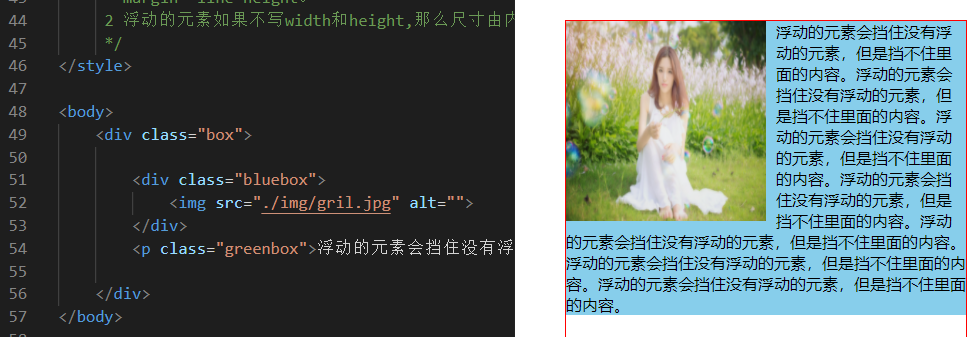 margin line-height。
44 2 浮动的元素如果不写width和height,那么尺寸由内
45 */
46 </style>
47
48 <body>
49 <div class="box">
50
51 <div class="bluebox">
52 <img src="./img/gril.jpg" alt="">
53 </div>
54 <p class="greenbox">浮动的元素会挡住没有浮
55
56 </div>
57 </body>
浮动的元素会挡住没有浮
动的元素，但是挡不住里
面的内容。浮动的元素会
挡住没有浮动的元素，但
是挡不住里面的内容。浮
动的元素会挡住没有浮动
的元素，但是挡不住里面
的内容。浮动的元素会挡
住没有浮动的元素，但是
挡不住里面的内容。浮动
的元素会挡住没有浮动的元素，但是挡不住里面的内容。
浮动的元素会挡住没有浮动的元素，但是挡不住里面的内
容。浮动的元素会挡住没有浮动的元素，但是挡不住里面
的内容。